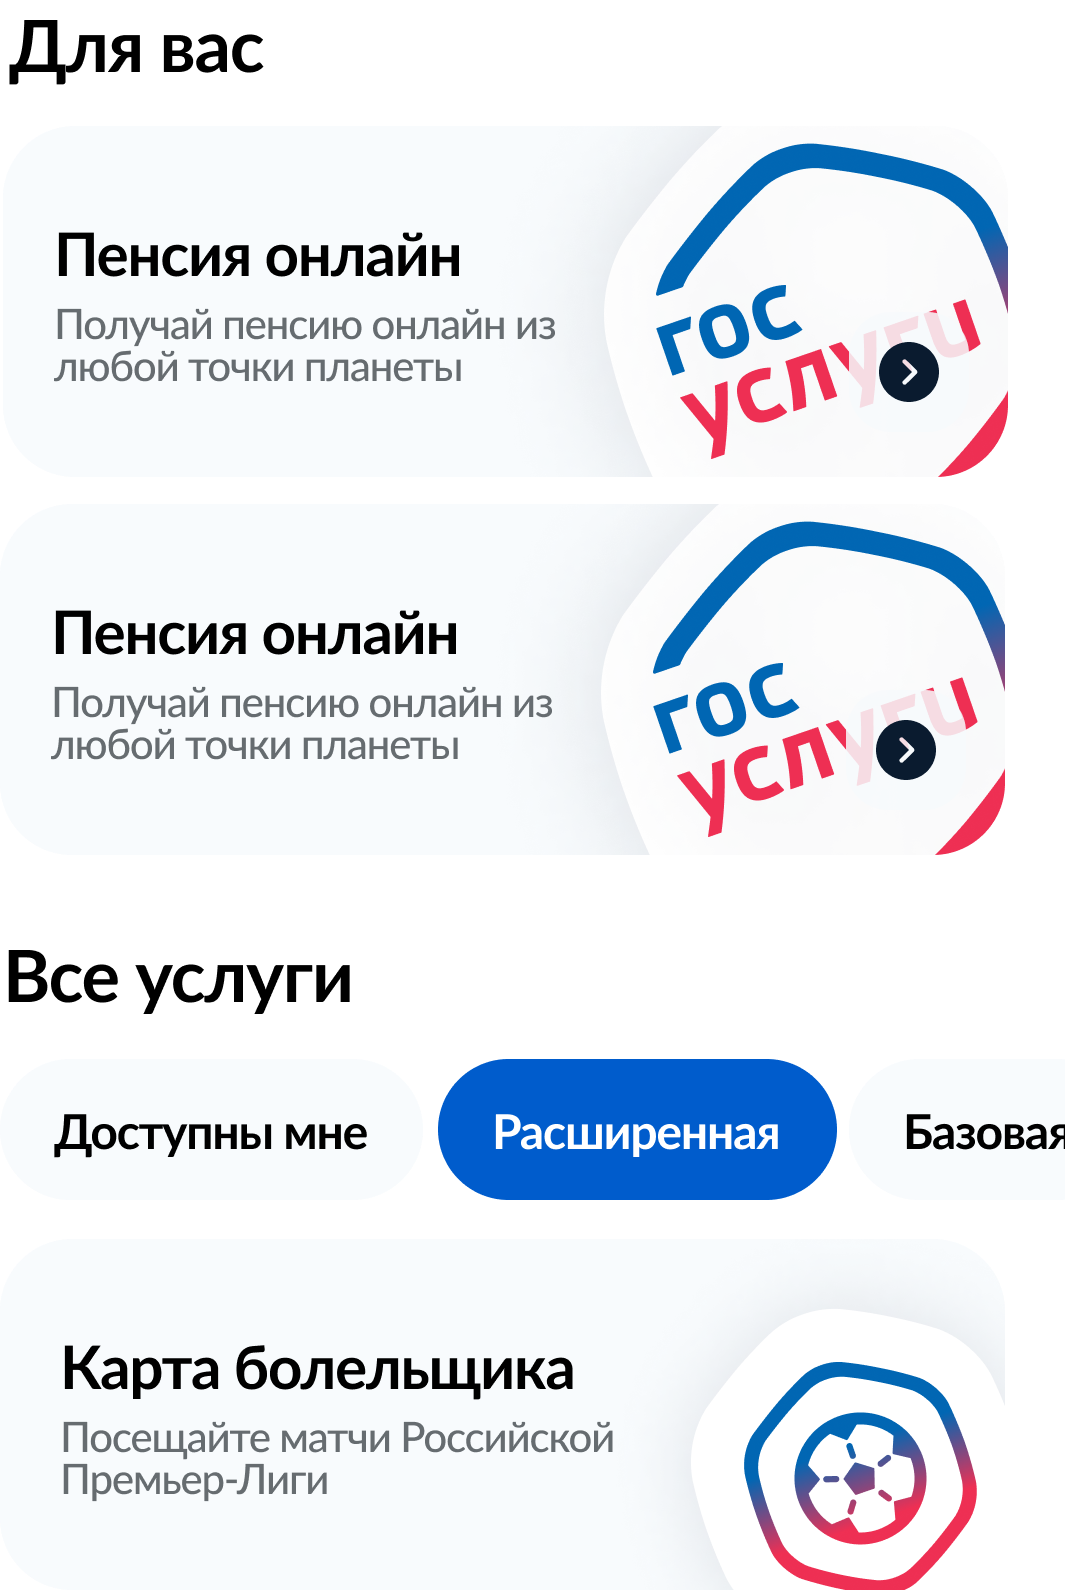 Для вас
Пенсия онлайн
Получай пенсию онлайн из
любой точки планеты
гос
услуги
Пенсия онлайн
Получай пенсию онлайн из
любой точки планеты
гос
услуги
Все услуги
Доступны мне
Расширенная
Базовая
Карта болельщика
Посещайте матчи Российской
Премьер-Лиги